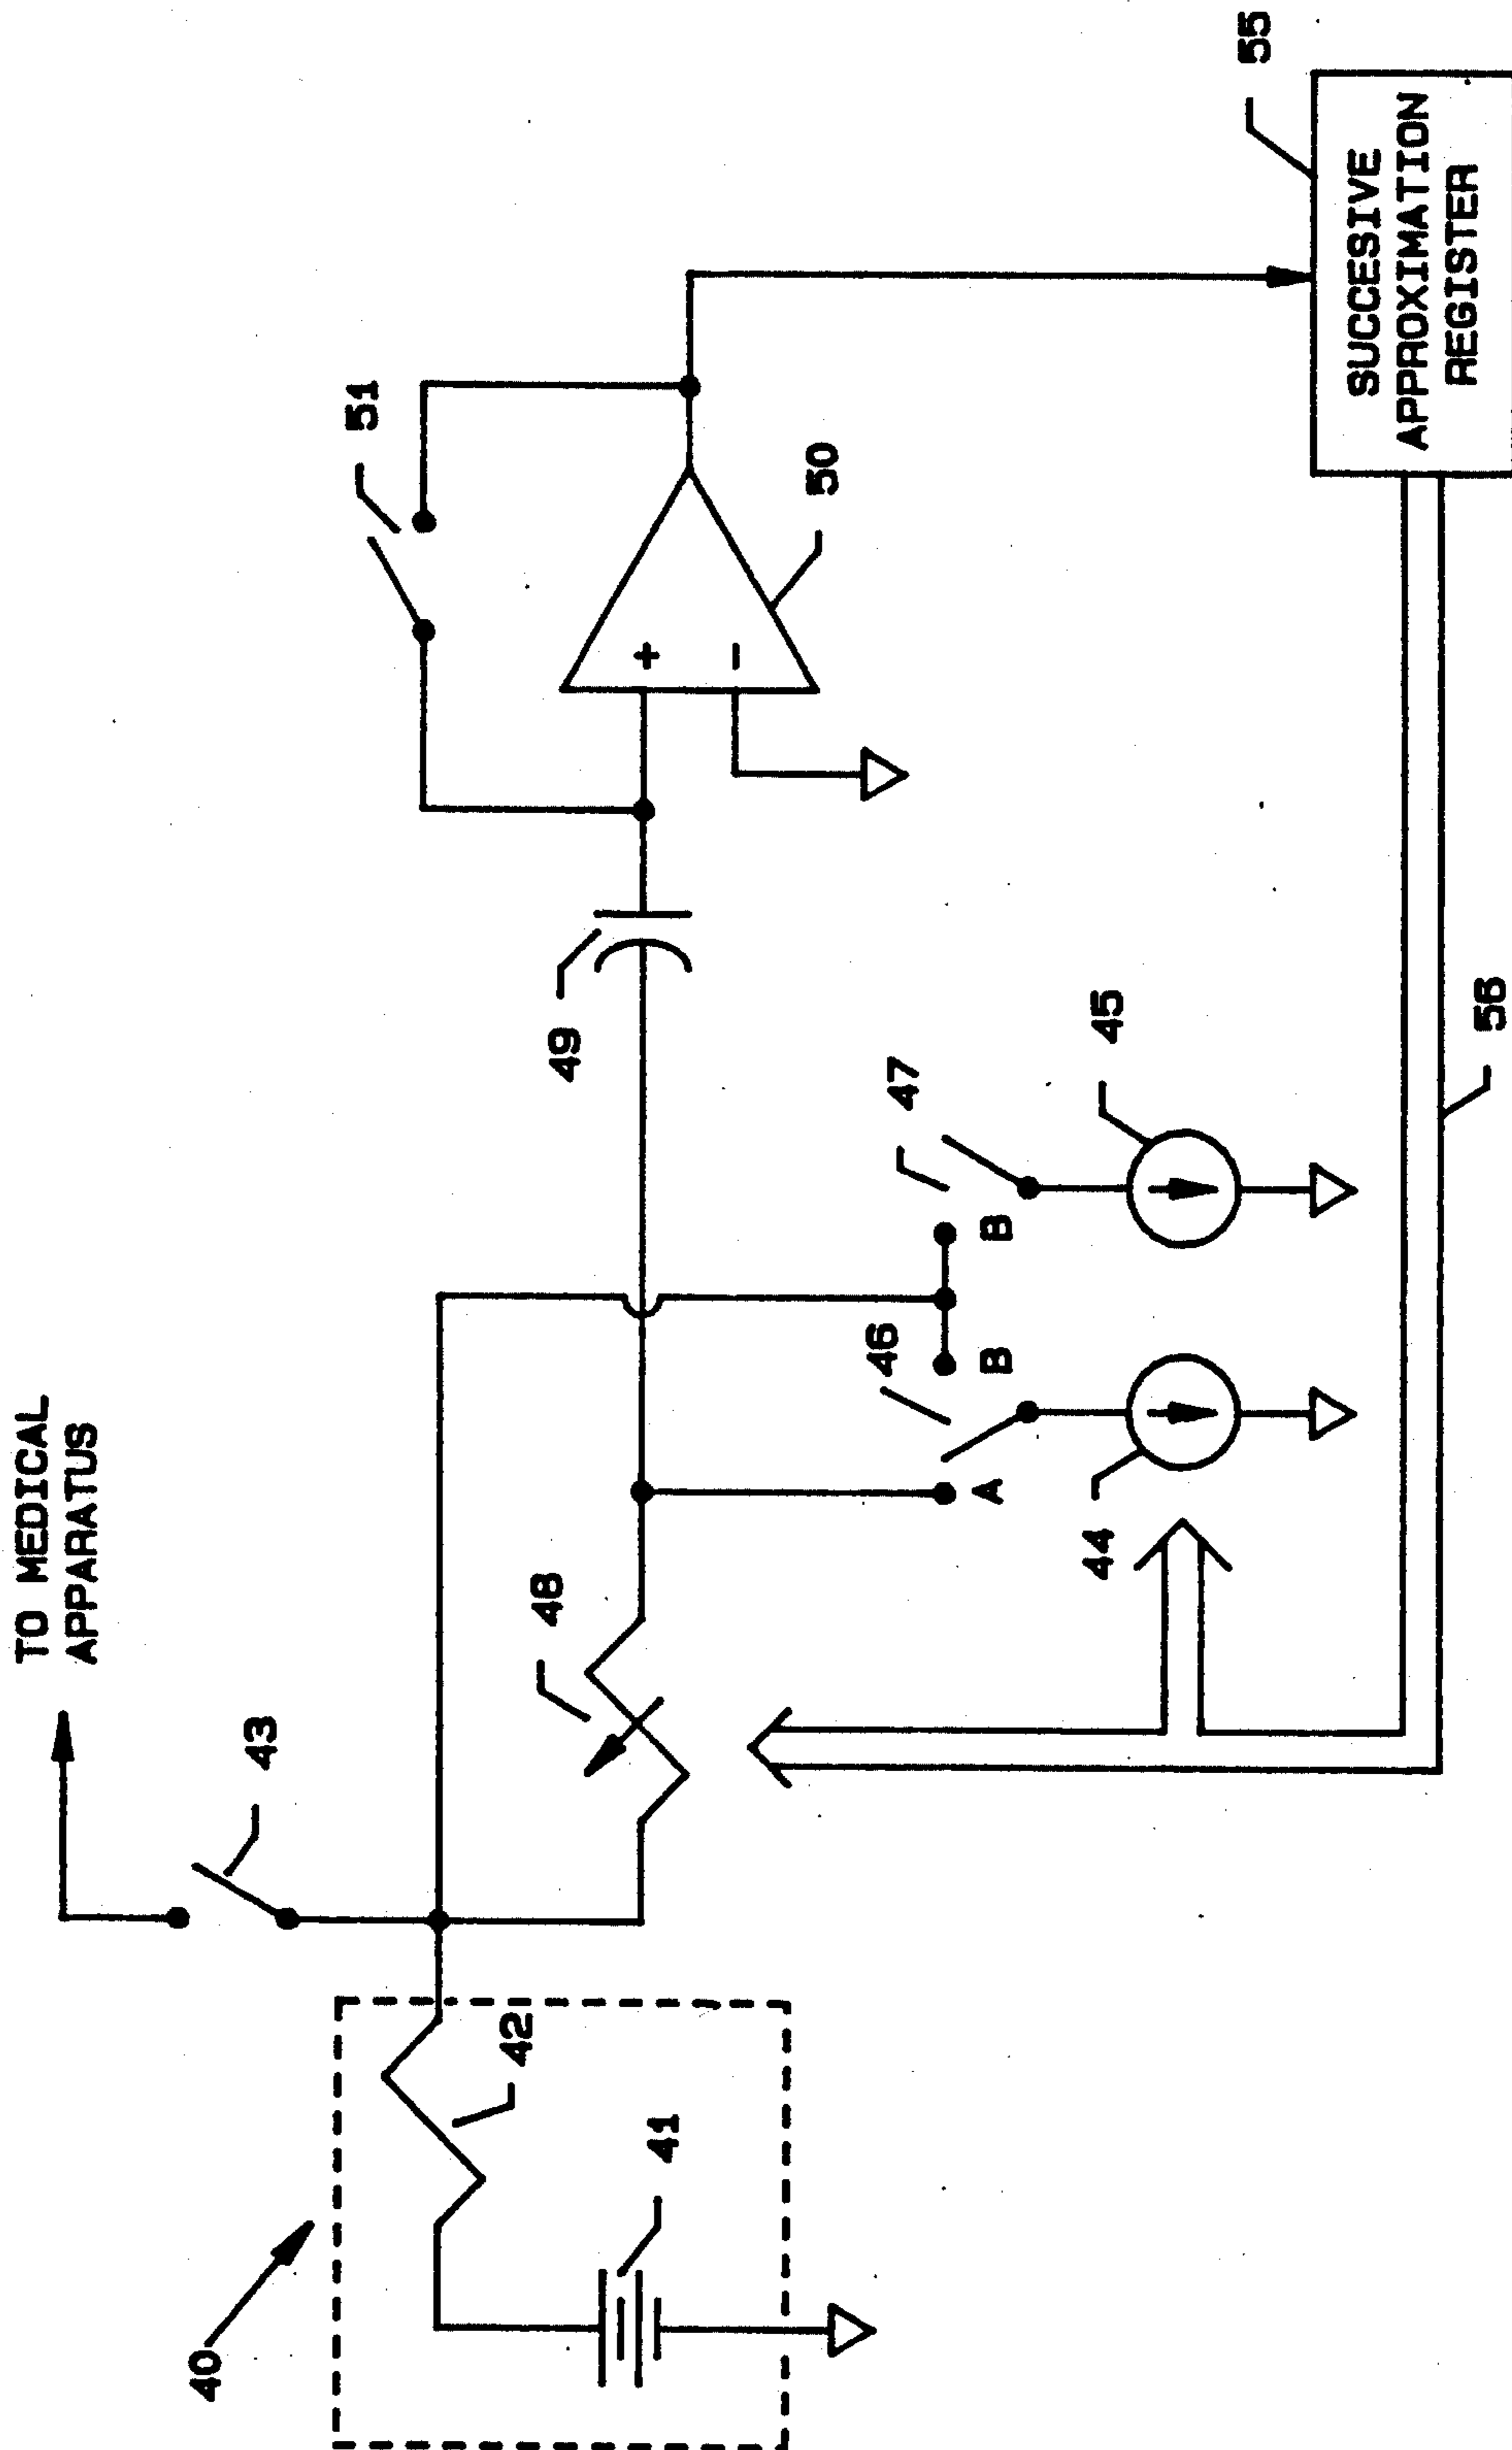 TO MEDICAL
APPARATUS
40
41
42
43
48
A
46
B
B
47
44
45
49
51
+
-
50
55
SUCCESIVE
APPROXIMATION
REGISTER
56